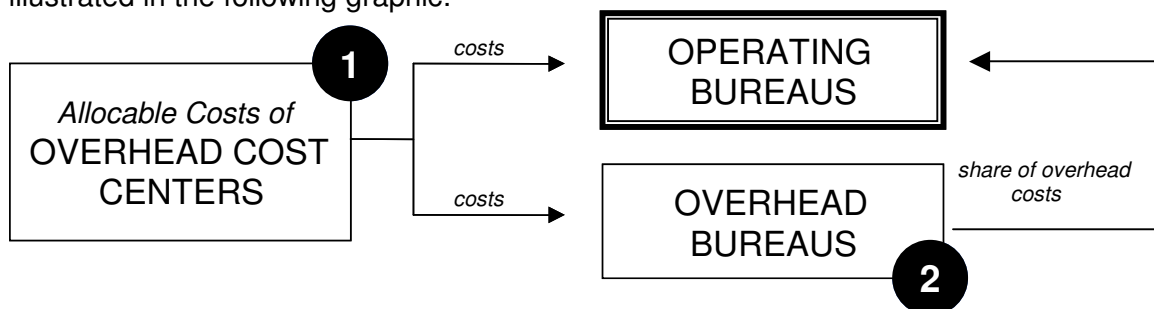 illustrated in the following graphic.
1
Allocable Costs of
OVERHEAD COST
CENTERS
costs
costs
OPERATING
BUREAUS
OVERHEAD
BUREAUS
2
share of overhead
costs